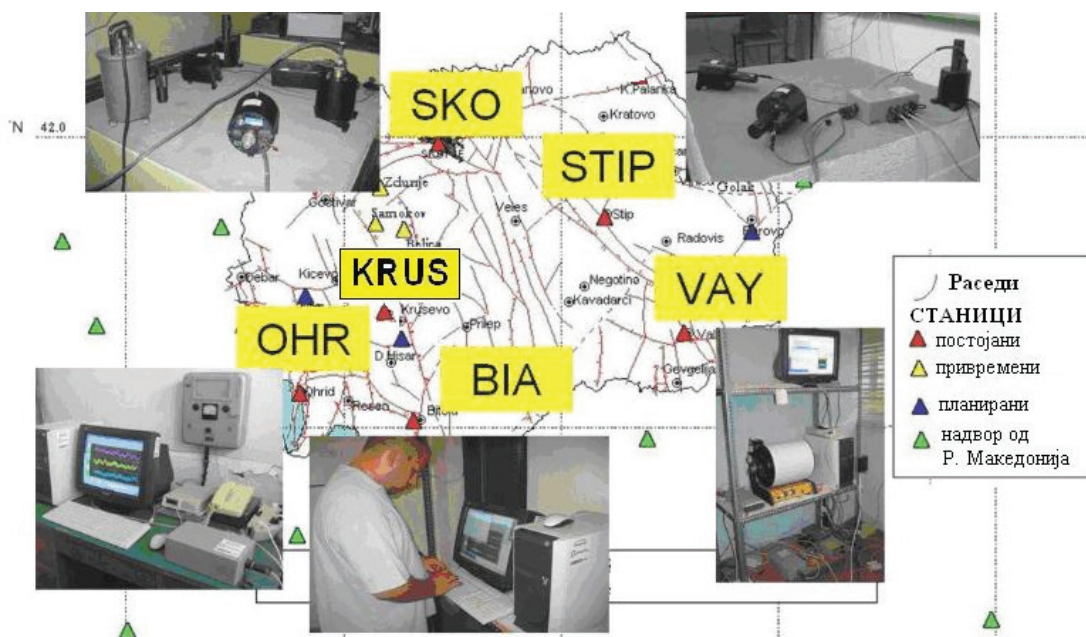 °N 42.0
SKO
K.Palanka
Kratovo
STIP
Zdunje
Golak
Gostivar
Samokov
Veles
Stip
Radovis
Debar
Kicevo
KRUS
Negotino
VAY
Kavadarci
Krusevo
OHR
Prilep
D.Hisar
BIA
Gevgelija
Ohrid
Resen
Bitola
Раседи
СТАНИЦИ
постојани
привремени
планирани
надвор од
Р. Македонија